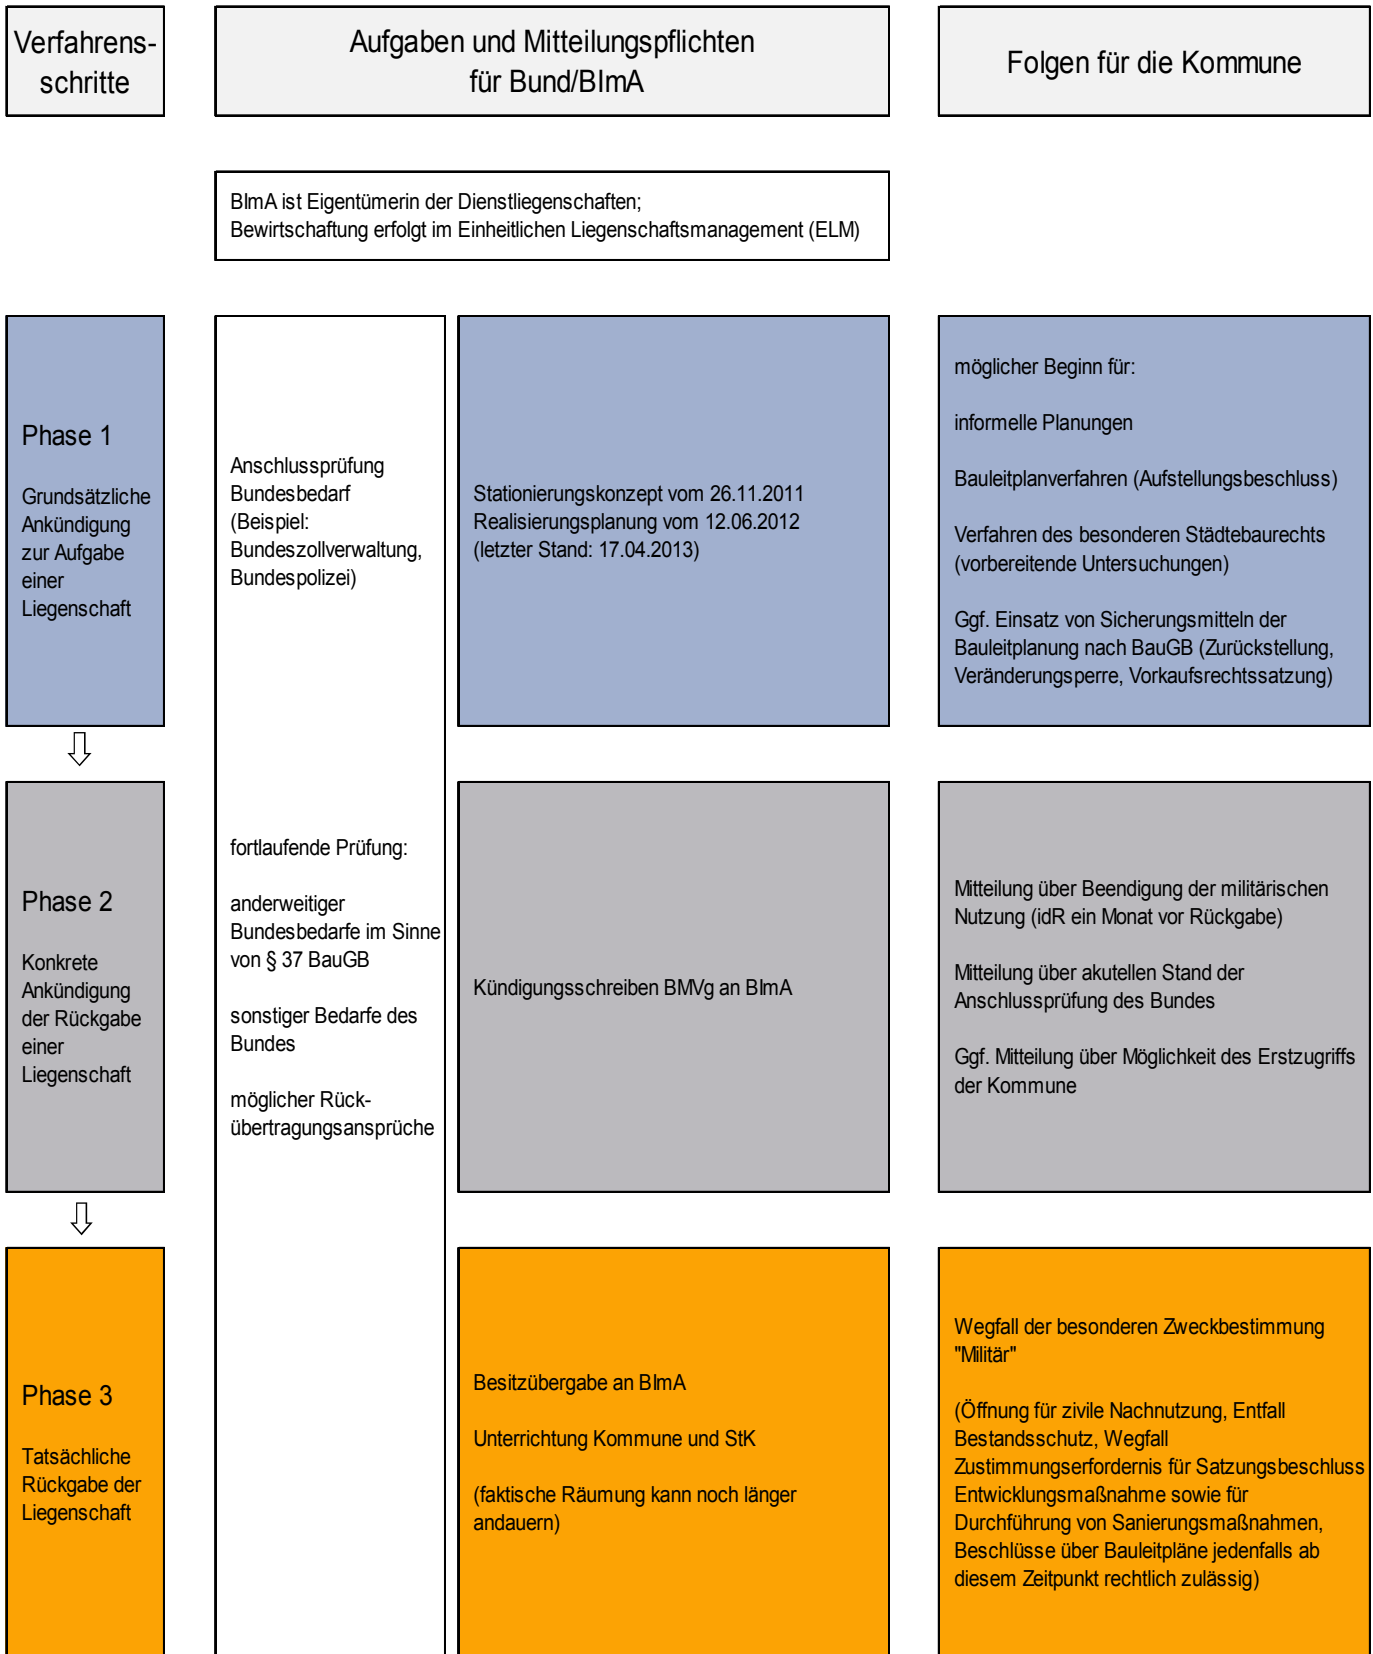 Verfahrens-
schritte
Aufgaben und Mitteilungspflichten
für Bund/BImA
Folgen für die Kommune
BImA ist Eigentümerin der Dienstliegenschaften;
Bewirtschaftung erfolgt im Einheitlichen Liegenschaftsmanagement (ELM)
Phase 1
Grundsätzliche
Ankündigung
zur Aufgabe
einer
Liegenschaft
Anschlussprüfung
Bundesbedarf
(Beispiel:
Bundeszollverwaltung,
Bundespolizei)
Stationierungskonzept vom 26.11.2011
Realisierungsplanung vom 12.06.2012
(letzter Stand: 17.04.2013)
möglicher Beginn für:
informelle Planungen
Bauleitplanverfahren (Aufstellungsbeschluss)
Verfahren des besonderen Städtebaurechts
(vorbereitende Untersuchungen)
Ggf. Einsatz von Sicherungsmitteln der
Bauleitplanung nach BauGB (Zurückstellung,
Veränderungsperre, Vorkaufsrechtssatzung)
Phase 2
Konkrete
Ankündigung
der Rückgabe
einer
Liegenschaft
fortlaufende Prüfung:
anderweitiger
Bundesbedarfe im Sinne
von § 37 BauGB
sonstiger Bedarfe des
Bundes
möglicher Rück-
übertragungsansprüche
Kündigungsschreiben BMVg an BImA
Mitteilung über Beendigung der militärischen
Nutzung (idR ein Monat vor Rückgabe)
Mitteilung über akutellen Stand der
Anschlussprüfung des Bundes
Ggf. Mitteilung über Möglichkeit des Erstzugriffs
der Kommune
Phase 3
Tatsächliche
Rückgabe der
Liegenschaft
Besitzübergabe an BImA
Unterrichtung Kommune und StK
(faktische Räumung kann noch länger
andauern)
Wegfall der besonderen Zweckbestimmung
"Militär"
(Öffnung für zivile Nachnutzung, Entfall
Bestandsschutz, Wegfall
Zustimmungserfordernis für Satzungsbeschluss
Entwicklungsmaßnahme sowie für
Durchführung von Sanierungsmaßnahmen,
Beschlüsse über Bauleitpläne jedenfalls ab
diesem Zeitpunkt rechtlich zulässig)